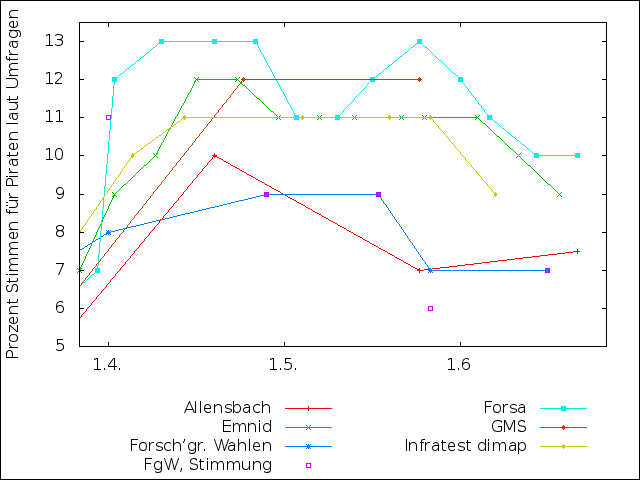 Prozent Stimmen für Piraten laut Umfragen
13
12
11
10
9
8
7
6
5
1.4.
1.5.
1.6
Allensbach
Emnid
Forsch'gr. Wahlen
FgW, Stimmung
Forsa
GMS
Infratest dimap